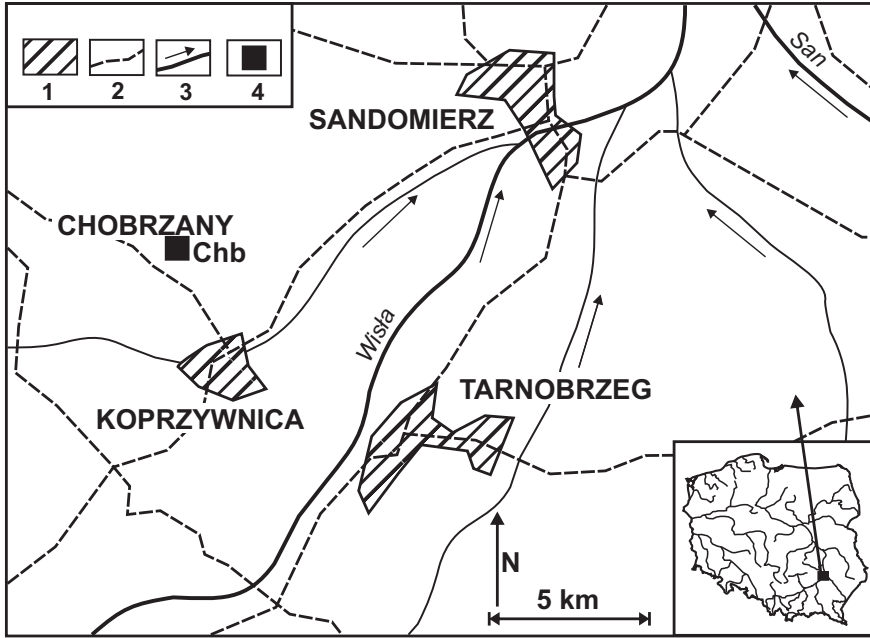 1 2 3 4
San
SANDOMIERZ
CHOBRZANY
Chb
Wisła
TARNOBRZEG
KOPRZYWNICA
N
5 km